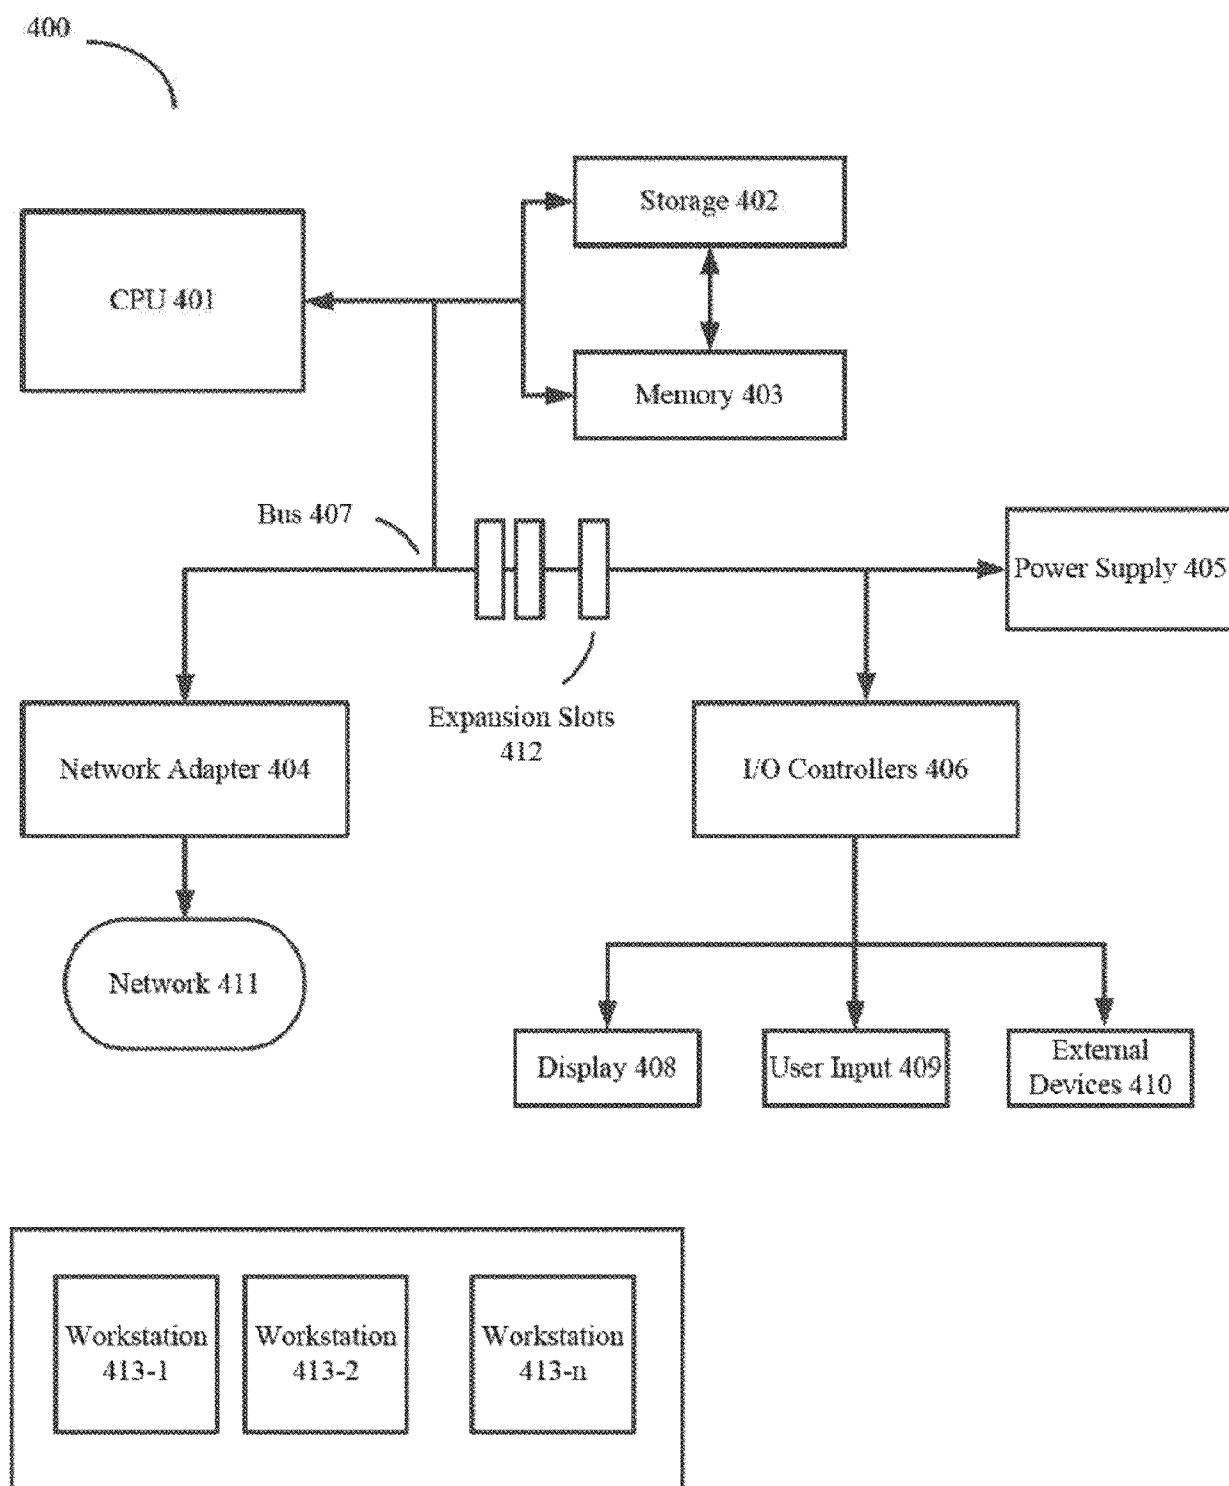 400
Storage 402
CPU 401
Memory 403
Bus 407
Power Supply 405
Expansion Slots
412
Network Adapter 404
I/O Controllers 406
Network 411
Display 408
User Input 409
External
Devices 410
Workstation
413-1
Workstation
413-2
Workstation
413-n